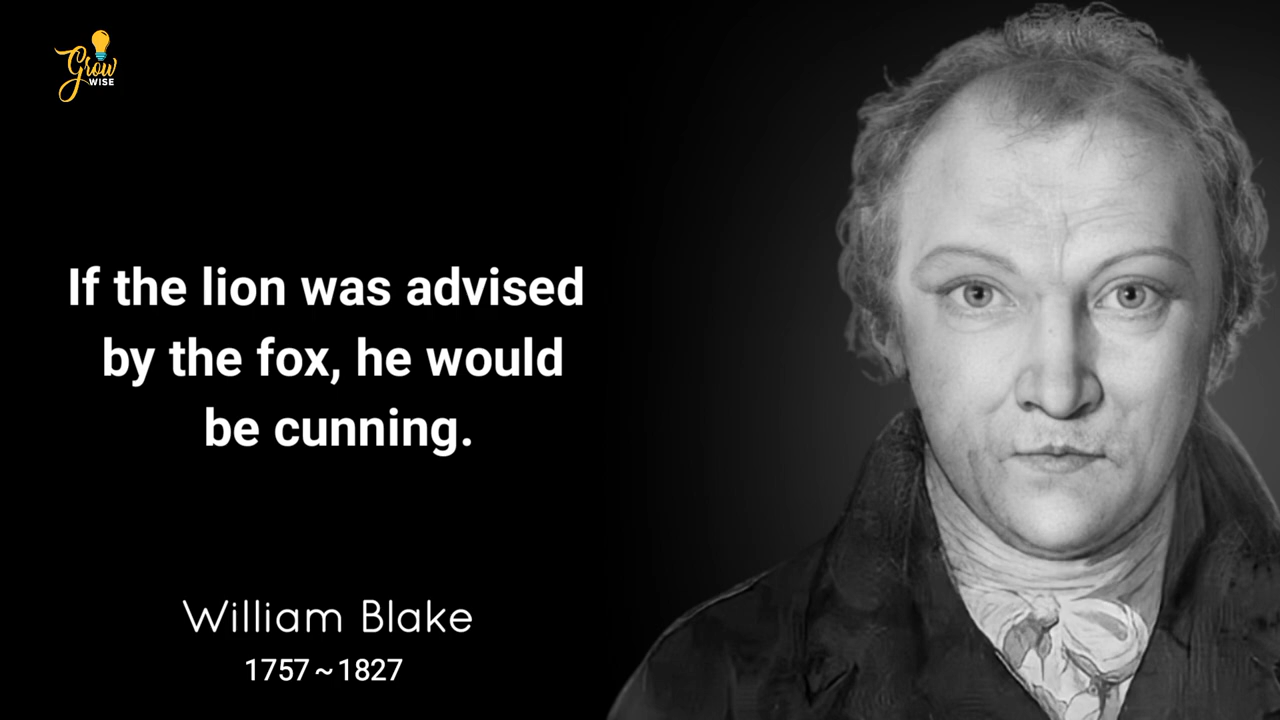 Grow
WISE
If the lion was advised
by the fox, he would
be cunning.
William Blake
1757~1827